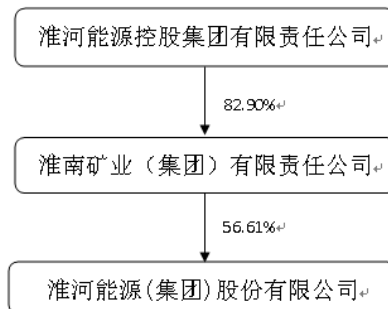 淮河能源控股集团有限责任公司
82.90%
淮南矿业（集团）有限责任公司
56.61%
淮河能源(集团)股份有限公司